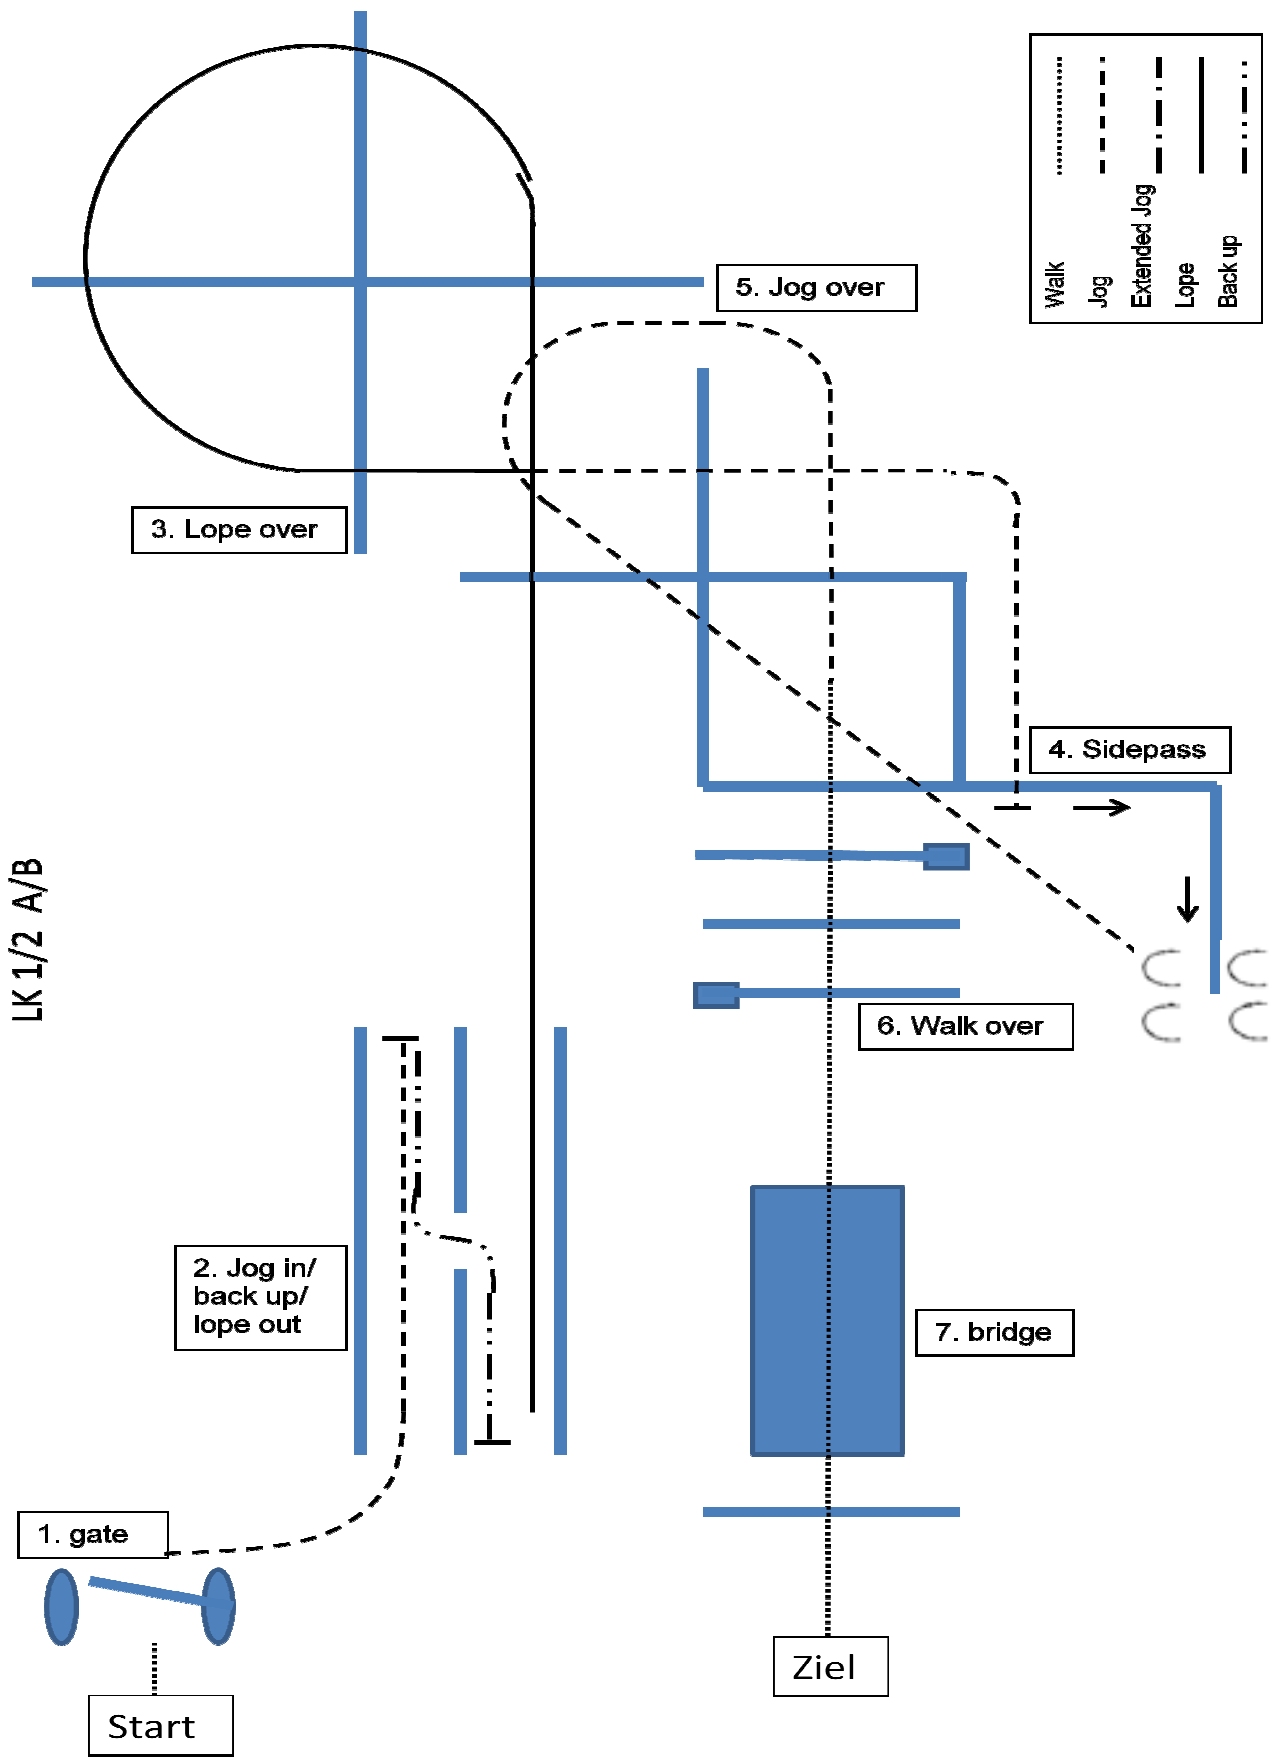 Walk
Jog
Extended Jog
Lope
Back up
5. Jog over
3. Lope over
4. Sidepass
LK 1/2 A/B
6. Walk over
2. Jog in/
back up/
lope out
7. bridge
1. gate
Ziel
Start